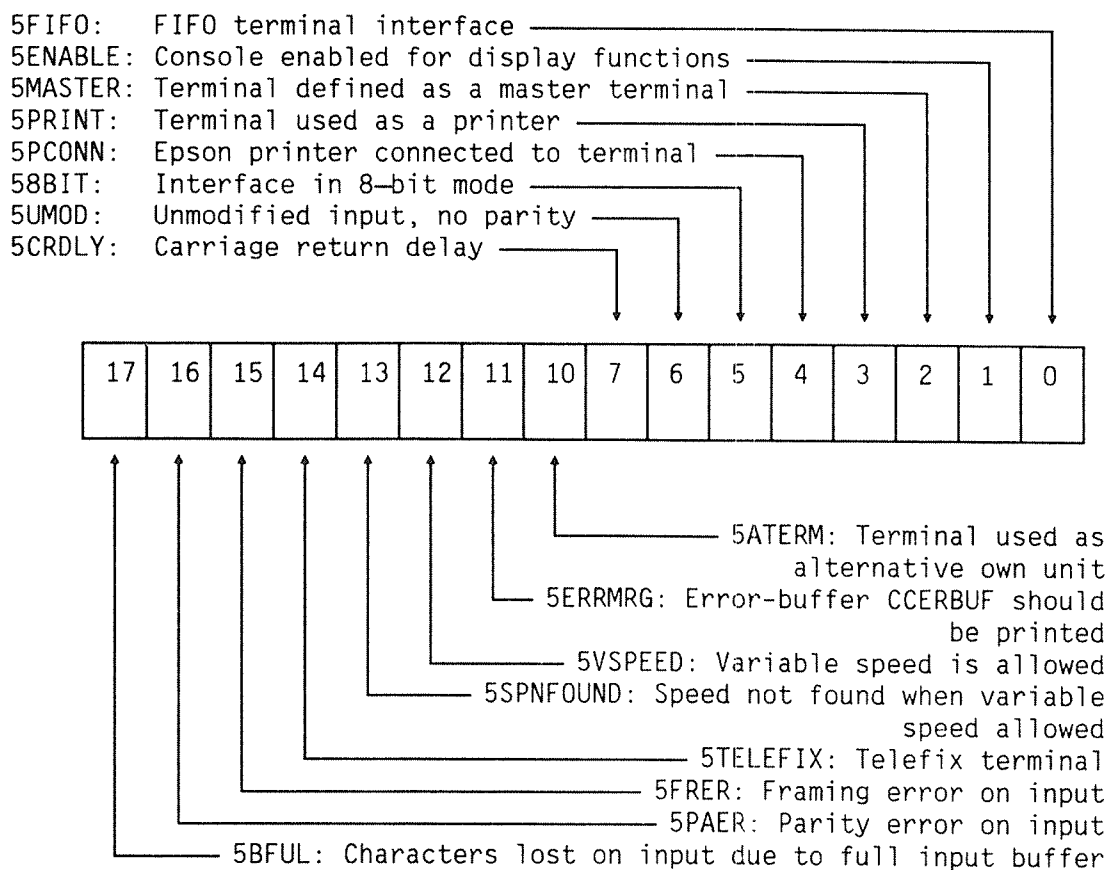 5FIFO: FIFO terminal interface
5ENABLE: Console enabled for display functions
5MASTER: Terminal defined as a master terminal
5PRINT: Terminal used as a printer
5PCONN: Epson printer connected to terminal
58BIT: Interface in 8–bit mode
5UMOD: Unmodified input, no parity
5CRDLY: Carriage return delay
17 16 15 14 13 12 11 10 7 6 5 4 3 2 1 0
5ATERM: Terminal used as
alternative own unit
5ERRMRG: Error-buffer CCERBUF should
be printed
5VSPEED: Variable speed is allowed
5SPNFOUND: Speed not found when variable
speed allowed
5TELEFIX: Telefix terminal
5FRER: Framing error on input
5PAER: Parity error on input
5BFUL: Characters lost on input due to full input buffer